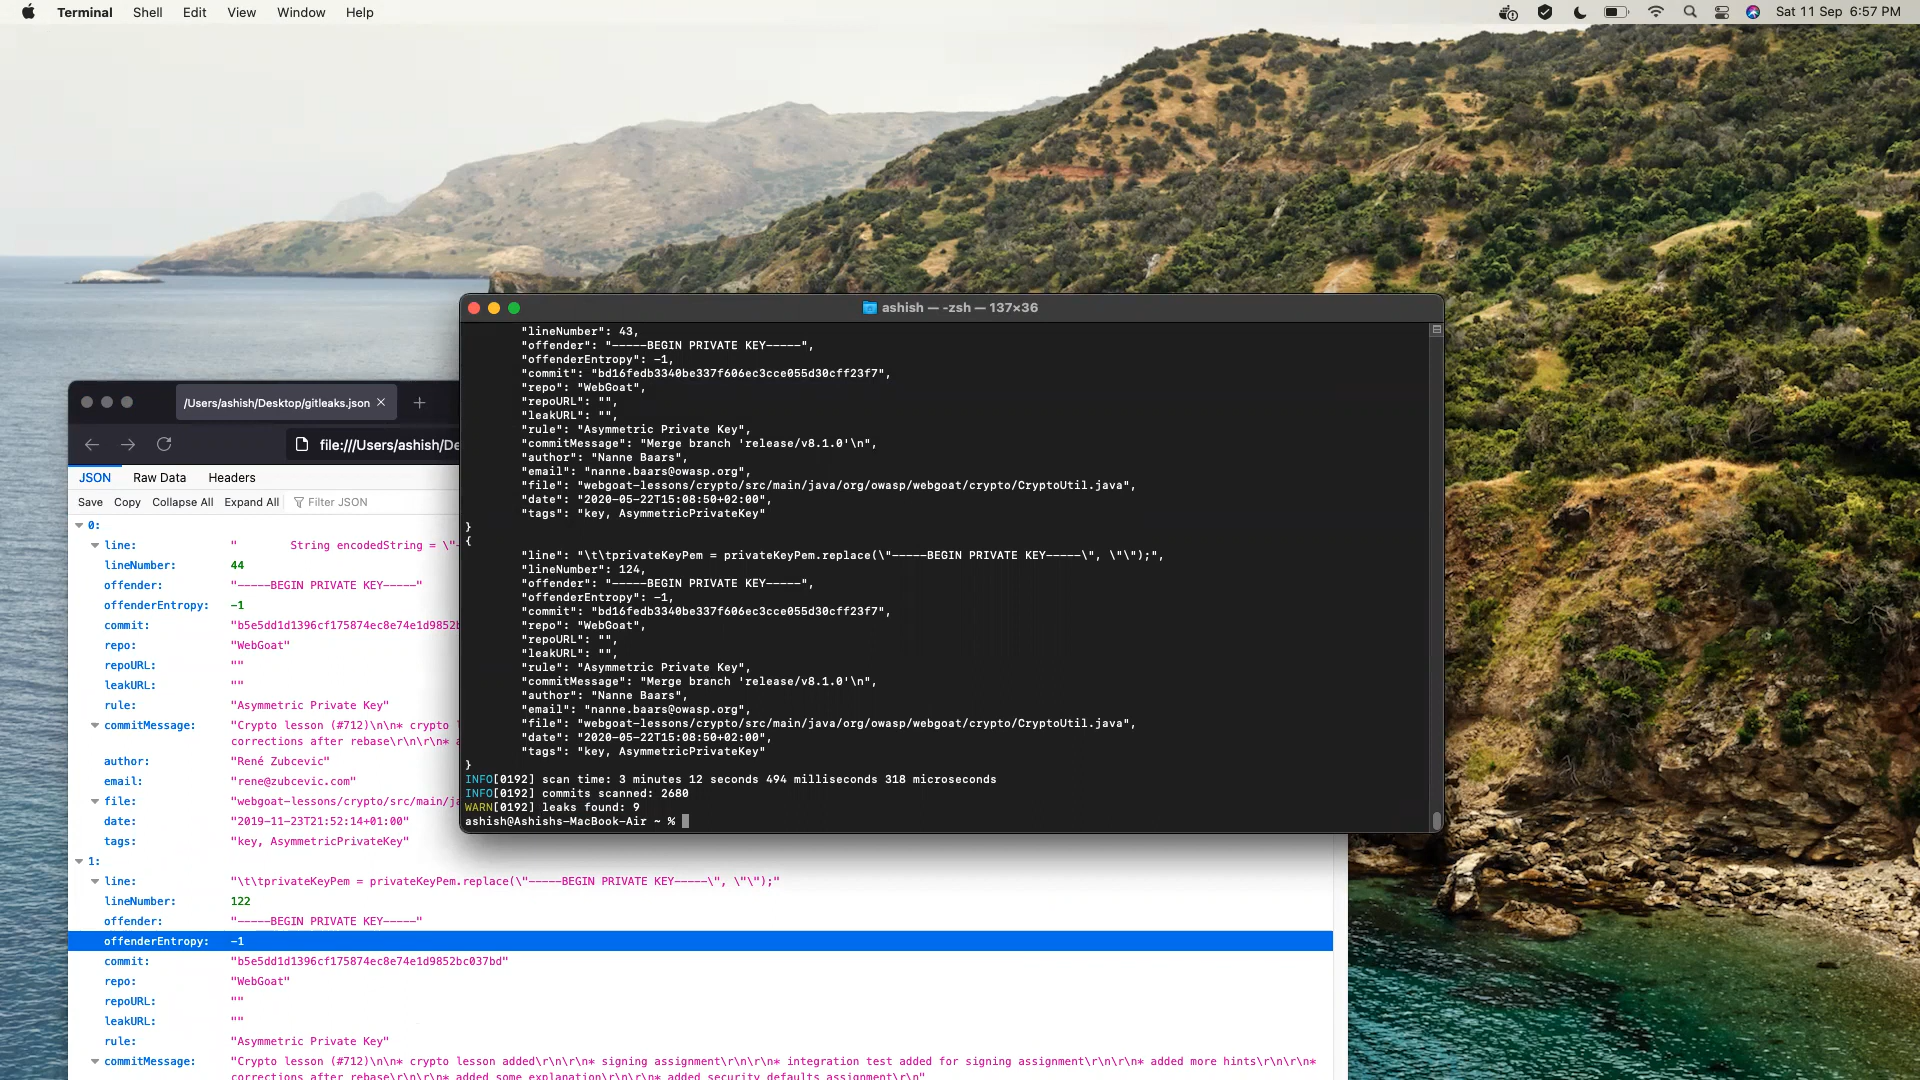 Terminal Shell Edit View Window Help
Sat 11 Sep 6:57 PM
ashish — -zsh — 137×36
"lineNumber": 43,
"offender": "-----BEGIN PRIVATE KEY-----",
"offenderEntropy": -1,
"commit": "bd16fedb3340be337f606ec3cce055d30cff23f7",
"repo": "WebGoat",
"repoURL": "",
"leakURL": "",
"rule": "Asymmetric Private Key",
"commitMessage": "Merge branch 'release/v8.1.0'\n",
"author": "Nanne Baars",
"email": "nanne.baars@owasp.org",
"file": "webgoat-lessons/crypto/src/main/java/org/owasp/webgoat/crypto/CryptoUtil.java",
"date": "2020-05-22T15:08:50+02:00",
"tags": "key, AsymmetricPrivateKey"
}
{
"line": "\t\tprivateKeyPem = privateKeyPem.replace(\"-----BEGIN PRIVATE KEY-----\", \"\");",
"lineNumber": 124,
"offender": "-----BEGIN PRIVATE KEY-----",
"offenderEntropy": -1,
"commit": "bd16fedb3340be337f606ec3cce055d30cff23f7",
"repo": "WebGoat",
"repoURL": "",
"leakURL": "",
"rule": "Asymmetric Private Key",
"commitMessage": "Merge branch 'release/v8.1.0'\n",
"author": "Nanne Baars",
"email": "nanne.baars@owasp.org",
"file": "webgoat-lessons/crypto/src/main/java/org/owasp/webgoat/crypto/CryptoUtil.java",
"date": "2020-05-22T15:08:50+02:00",
"tags": "key, AsymmetricPrivateKey"
}
INFO[0192] scan time: 3 minutes 12 seconds 494 milliseconds 318 microseconds
INFO[0192] commits scanned: 2680
WARN[0192] leaks found: 9
ashish@Ashishs-MacBook-Air ~ %
/Users/ashish/Desktop/gitleaks.json
file:///Users/ashish/De
JSON Raw Data Headers
Save Copy Collapse All Expand All Filter JSON
0:
line: " String encodedString = \"-
lineNumber: 44
offender: "-----BEGIN PRIVATE KEY-----"
offenderEntropy: -1
commit: "b5e5dd1d1396cf175874ec8e74e1d9852b
repo: "WebGoat"
repoURL: ""
leakURL: ""
rule: "Asymmetric Private Key"
commitMessage: "Crypto lesson (#712)\n\n* crypto l
corrections after rebase\r\n\r\n* a
author: "René Zubcevic"
email: "rene@zubcevic.com"
file: "webgoat-lessons/crypto/src/main/ja
date: "2019-11-23T21:52:14+01:00"
tags: "key, AsymmetricPrivateKey"
1:
line: "\t\tprivateKeyPem = privateKeyPem.replace(\"-----BEGIN PRIVATE KEY-----\", \"\");"
lineNumber: 122
offender: "-----BEGIN PRIVATE KEY-----"
offenderEntropy: -1
commit: "b5e5dd1d1396cf175874ec8e74e1d9852bc037bd"
repo: "WebGoat"
repoURL: ""
leakURL: ""
rule: "Asymmetric Private Key"
commitMessage: "Crypto lesson (#712)\n\n* crypto lesson added\r\n\r\n* signing assignment\r\n\r\n* integration test added for signing assignment\r\n\r\n* added more hints\r\n\r\n*
corrections after rebase\r\n\r\n* added some explanation\r\n\r\n* added security defaults assignment\r\n"